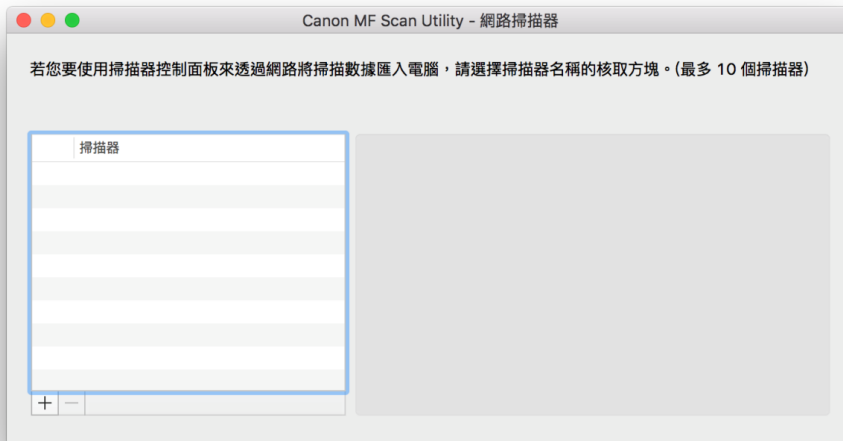 Canon MF Scan Utility - 網路掃描器
若您要使用掃描器控制面板來透過網路將掃描數據匯入電腦，請選擇掃描器名稱的核取方塊。(最多 10 個掃描器)
掃描器